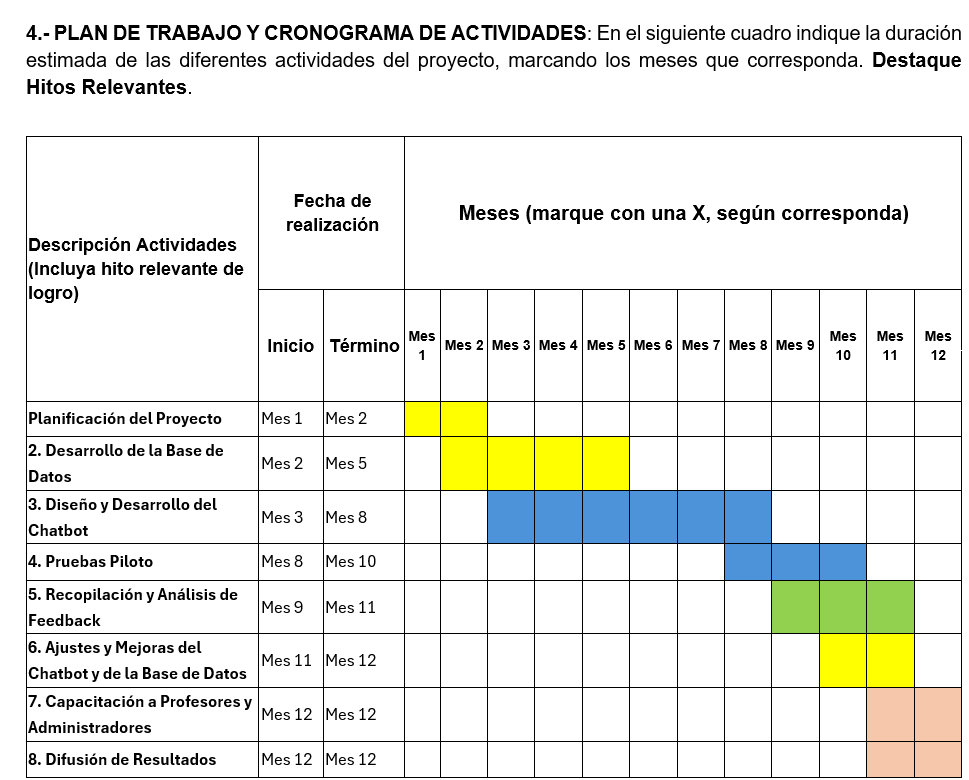 4.- PLAN DE TRABAJO Y CRONOGRAMA DE ACTIVIDADES: En el siguiente cuadro indique la duración
estimada de las diferentes actividades del proyecto, marcando los meses que corresponda. Destaque
Hitos Relevantes.
Descripción Actividades
(Incluya hito relevante de
logro)
Fecha de
realización
Meses (marque con una X, según corresponda)
Inicio Término Mes 1 Mes 2 Mes 3 Mes 4 Mes 5 Mes 6 Mes 7 Mes 8 Mes 9 Mes 10 Mes 11 Mes 12
Planificación del Proyecto Mes 1 Mes 2
2. Desarrollo de la Base de
Datos
Mes 2 Mes 5
3. Diseño y Desarrollo del
Chatbot
Mes 3 Mes 8
4. Pruebas Piloto Mes 8 Mes 10
5. Recopilación y Análisis de
Feedback
Mes 9 Mes 11
6. Ajustes y Mejoras del
Chatbot y de la Base de Datos
Mes 11 Mes 12
7. Capacitación a Profesores y
Administradores
Mes 12 Mes 12
8. Difusión de Resultados Mes 12 Mes 12